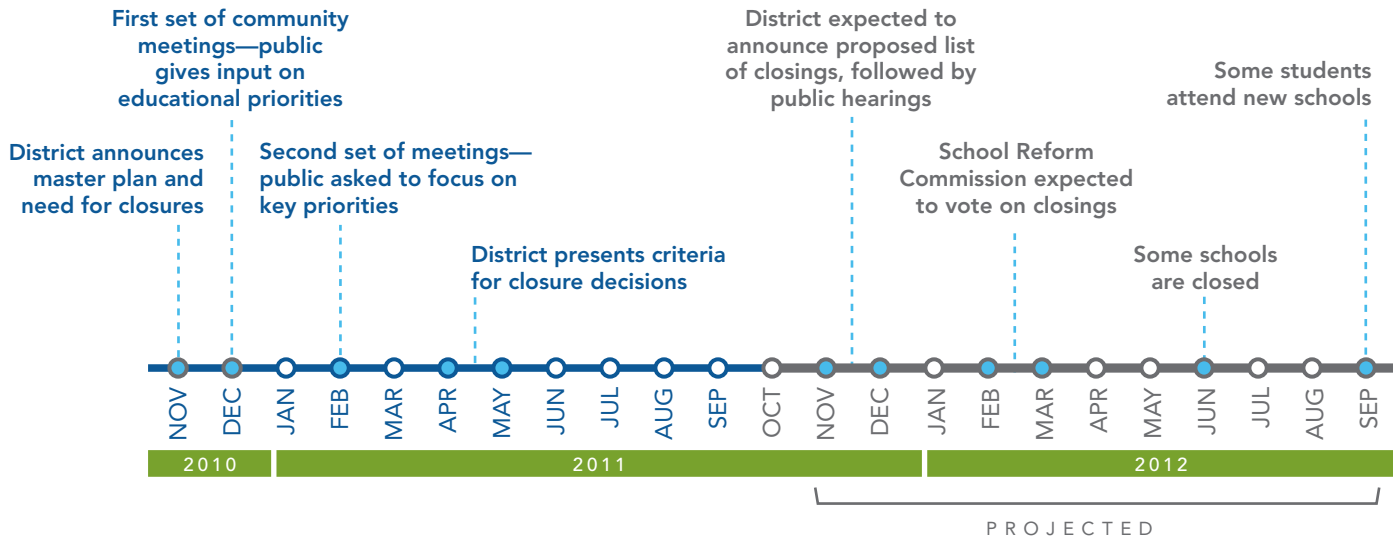 First set of community
meetings—public
gives input on
educational priorities
District expected to
announce proposed list
of closings, followed by
public hearings
Some students
attend new schools
District announces
master plan and
need for closures
Second set of meetings—
public asked to focus on
key priorities
School Reform
Commission expected
to vote on closings
District presents criteria
for closure decisions
Some schools
are closed
NOV
DEC
JAN
FEB
MAR
APR
MAY
JUN
JUL
AUG
SEP
OCT
NOV
DEC
JAN
FEB
MAR
APR
MAY
JUN
JUL
AUG
SEP
2010
2011
2012
PROJECTED